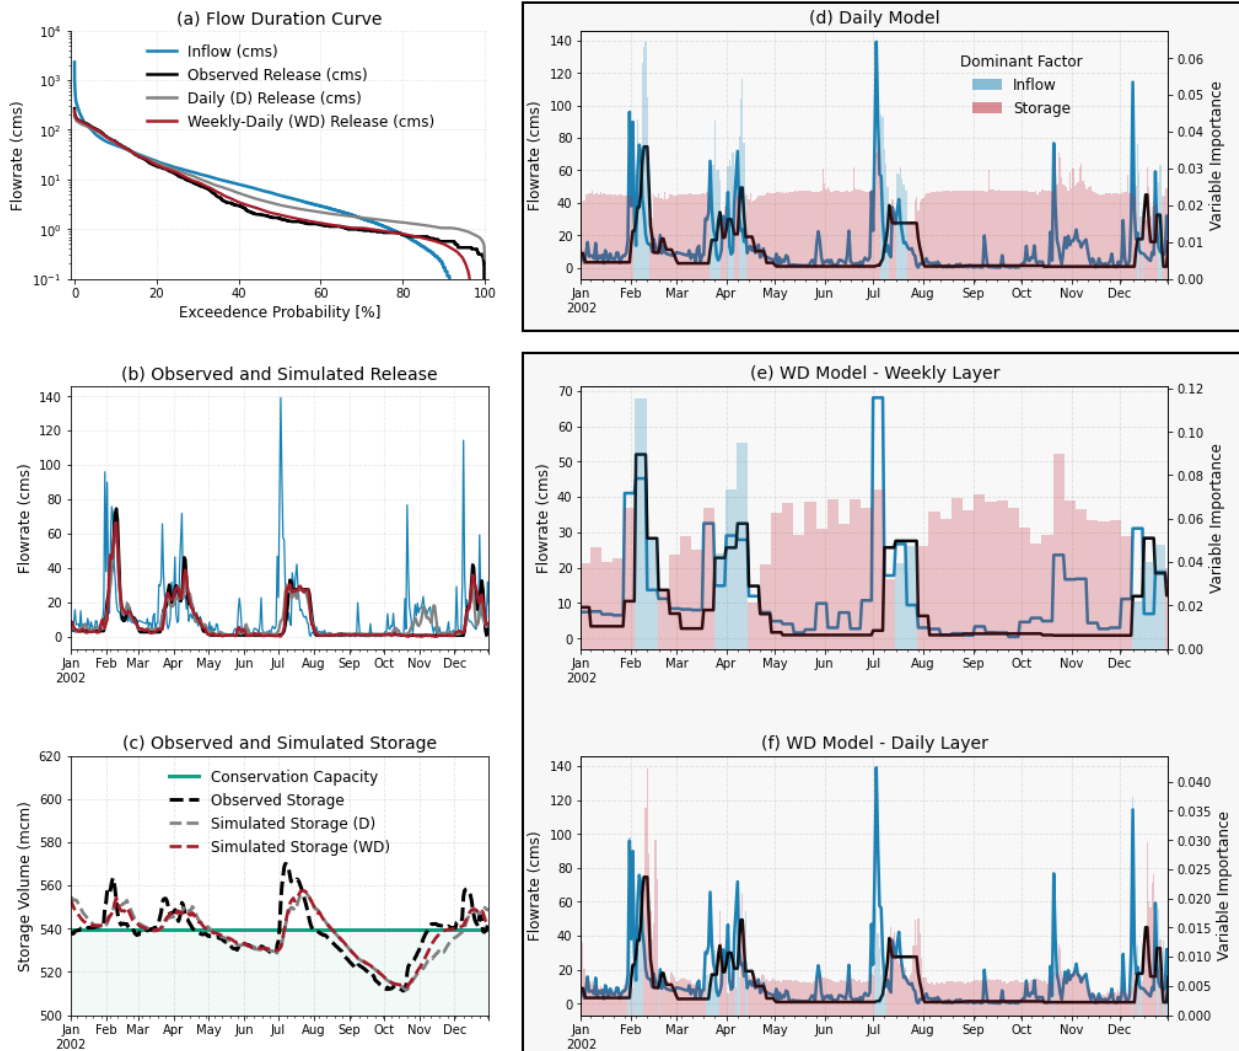 (a) Flow Duration Curve
10^4
10^3
10^2
10^1
10^0
10^−1
Flowrate (cms)
Inflow (cms)
Observed Release (cms)
Daily (D) Release (cms)
Weekly-Daily (WD) Release (cms)
0 20 40 60 80 100
Exceedence Probability [%]
(d) Daily Model
140
120
100
80
60
40
20
0
Flowrate (cms)
Dominant Factor
Inflow
Storage
0.06
0.05
0.04
0.03
0.02
0.01
0.00
Variable Importance
Jan Feb Mar Apr May Jun Jul Aug Sep Oct Nov Dec
2002
(b) Observed and Simulated Release
140
120
100
80
60
40
20
0
Flowrate (cms)
Jan Feb Mar Apr May Jun Jul Aug Sep Oct Nov Dec
2002
(e) WD Model - Weekly Layer
70
60
50
40
30
20
10
0
Flowrate (cms)
0.12
0.10
0.08
0.06
0.04
0.02
0.00
Variable Importance
Jan Feb Mar Apr May Jun Jul Aug Sep Oct Nov Dec
2002
(c) Observed and Simulated Storage
620
600
580
560
540
520
500
Storage Volume (mcm)
Conservation Capacity
Observed Storage
Simulated Storage (D)
Simulated Storage (WD)
Jan Feb Mar Apr May Jun Jul Aug Sep Oct Nov Dec
2002
(f) WD Model - Daily Layer
140
120
100
80
60
40
20
0
Flowrate (cms)
0.040
0.035
0.030
0.025
0.020
0.015
0.010
0.005
0.000
Variable Importance
Jan Feb Mar Apr May Jun Jul Aug Sep Oct Nov Dec
2002